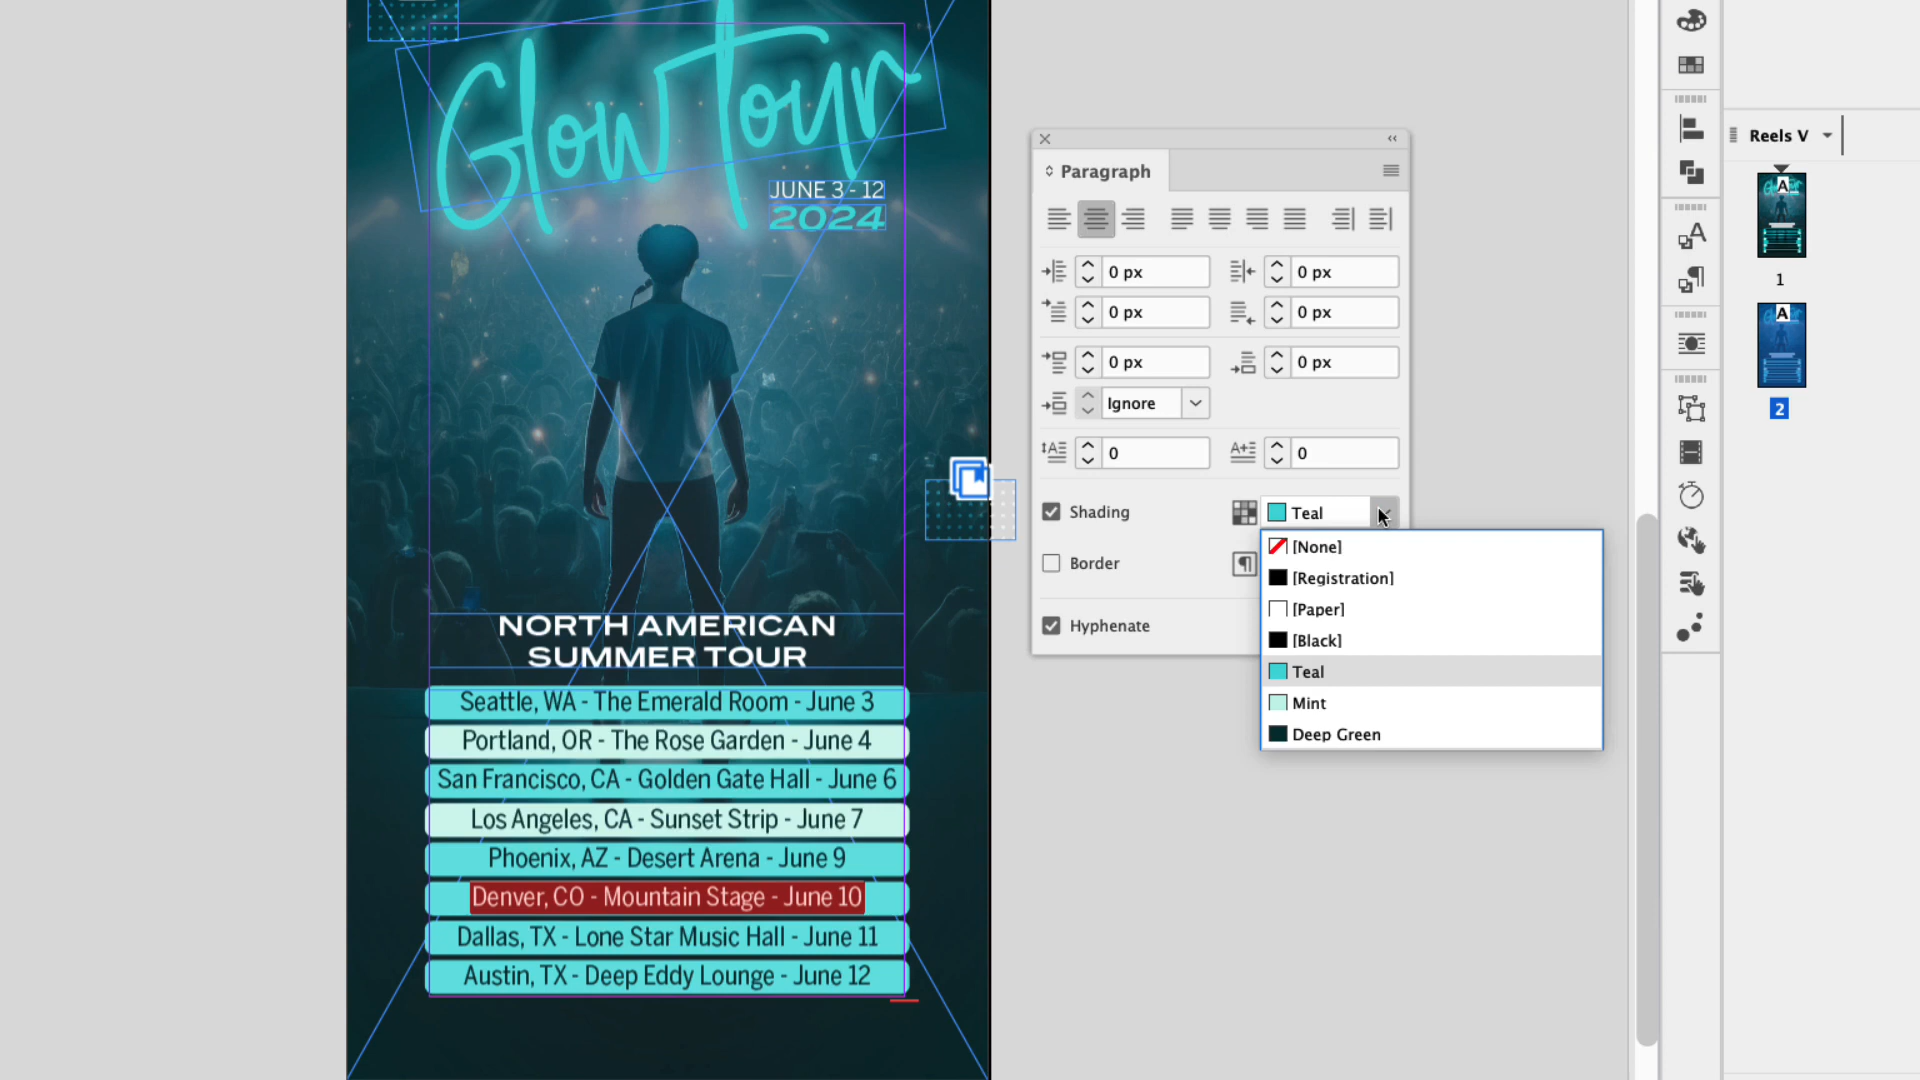 Glow Tour
JUNE 3 - 12
2024
NORTH AMERICAN
SUMMER TOUR
Seattle, WA - The Emerald Room - June 3
Portland, OR - The Rose Garden - June 4
San Francisco, CA - Golden Gate Hall - June 6
Los Angeles, CA - Sunset Strip - June 7
Phoenix, AZ - Desert Arena - June 9
Denver, CO - Mountain Stage - June 10
Dallas, TX - Lone Star Music Hall - June 11
Austin, TX - Deep Eddy Lounge - June 12
Paragraph
0 px
0 px
0 px
0 px
0 px
0 px
Ignore
0
0
Shading
Teal
Border
Hyphenate
[None]
[Registration]
[Paper]
[Black]
Teal
Mint
Deep Green
Reels V
A
1
A
2